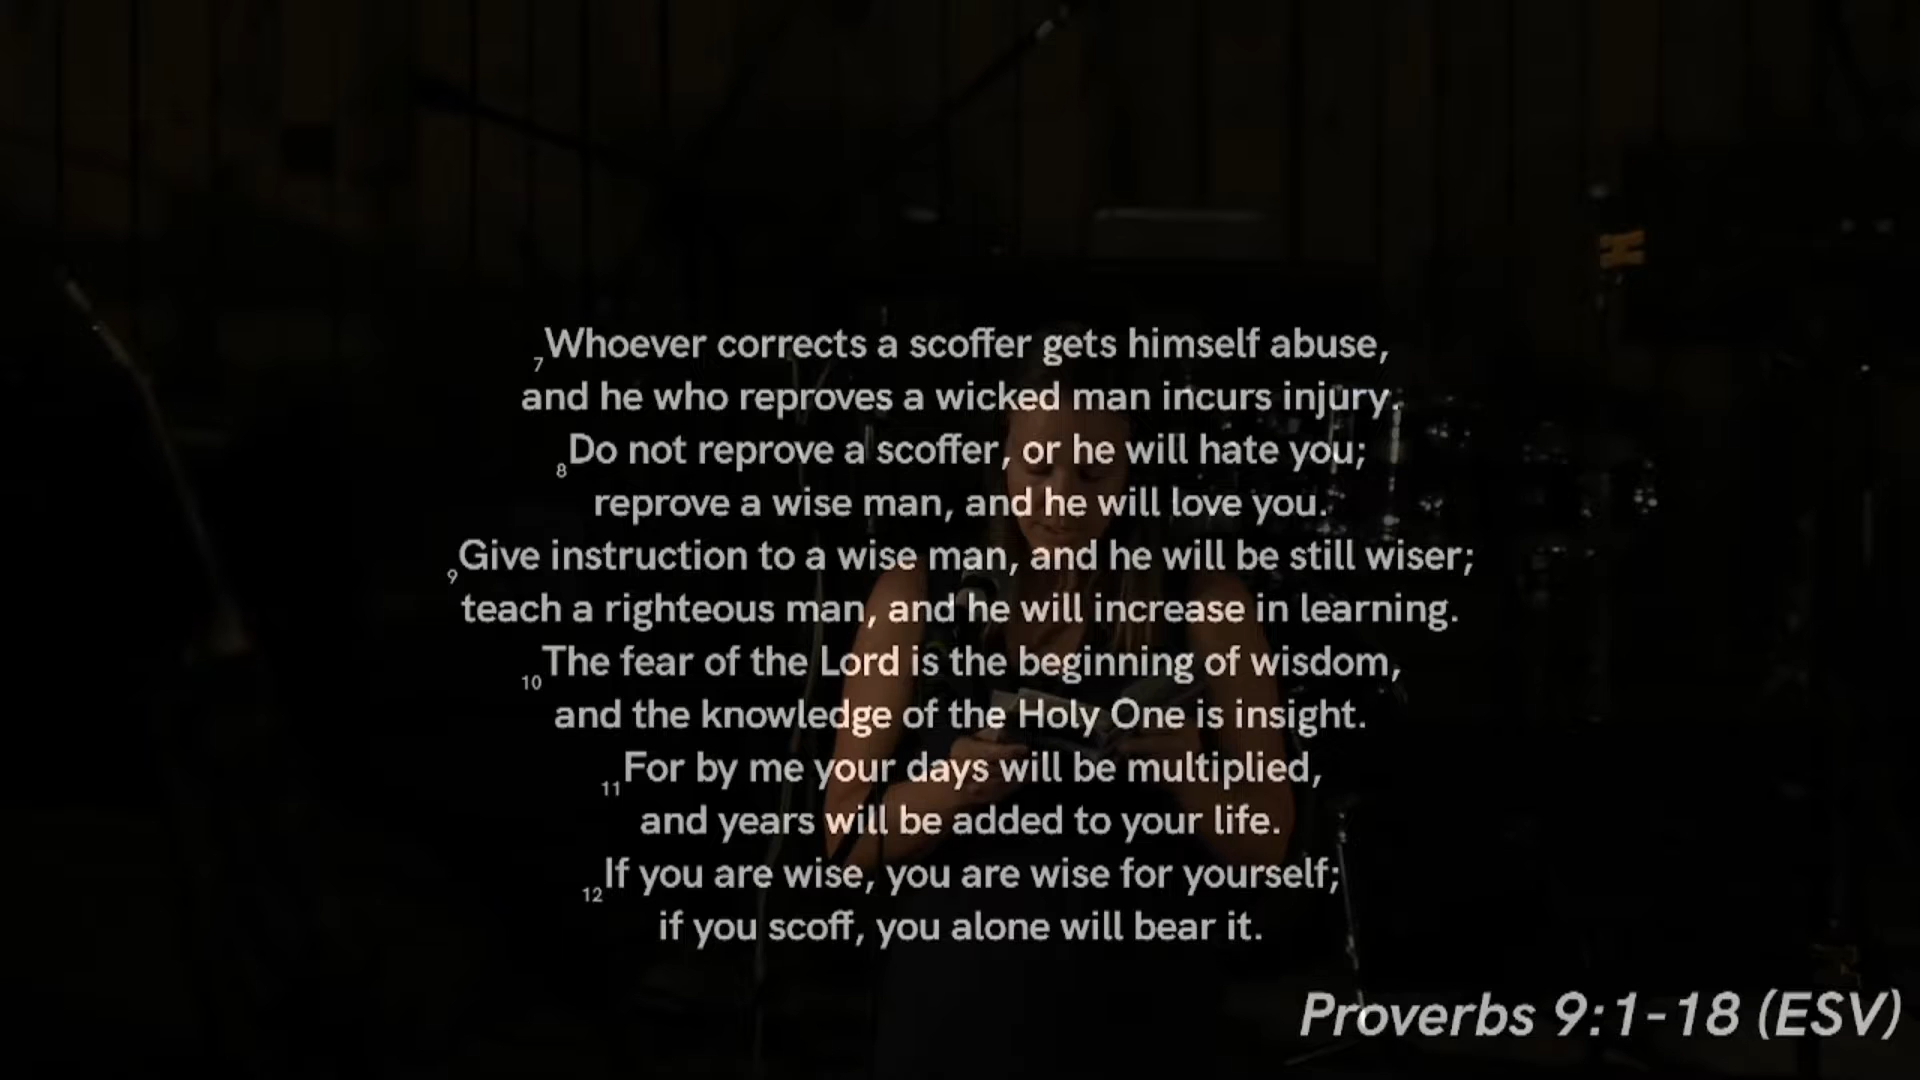 7Whoever corrects a scoffer gets himself abuse,
and he who reproves a wicked man incurs injury.
8Do not reprove a scoffer, or he will hate you;
reprove a wise man, and he will love you.
9Give instruction to a wise man, and he will be still wiser;
teach a righteous man, and he will increase in learning.
10The fear of the Lord is the beginning of wisdom,
and the knowledge of the Holy One is insight.
11For by me your days will be multiplied,
and years will be added to your life.
12If you are wise, you are wise for yourself;
if you scoff, you alone will bear it.
Proverbs 9:1-18 (ESV)